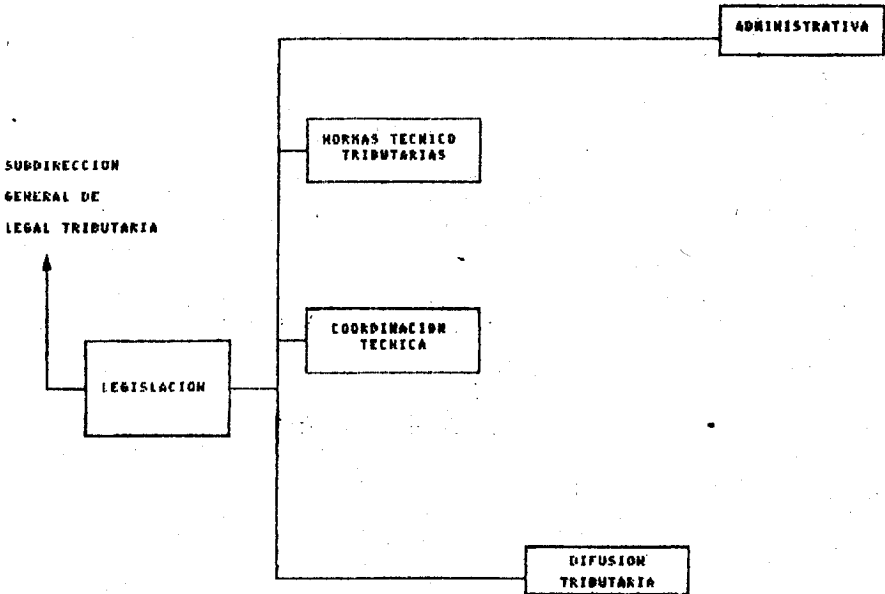 ADMINISTRATIVA
NORMAS TECNICO
TRIBUTARIAS
SUBDIRECCION
GENERAL DE
LEGAL TRIBUTARIA
COORDINACION
TECNICA
LEGISLACION
DIFUSION
TRIBUTARIA